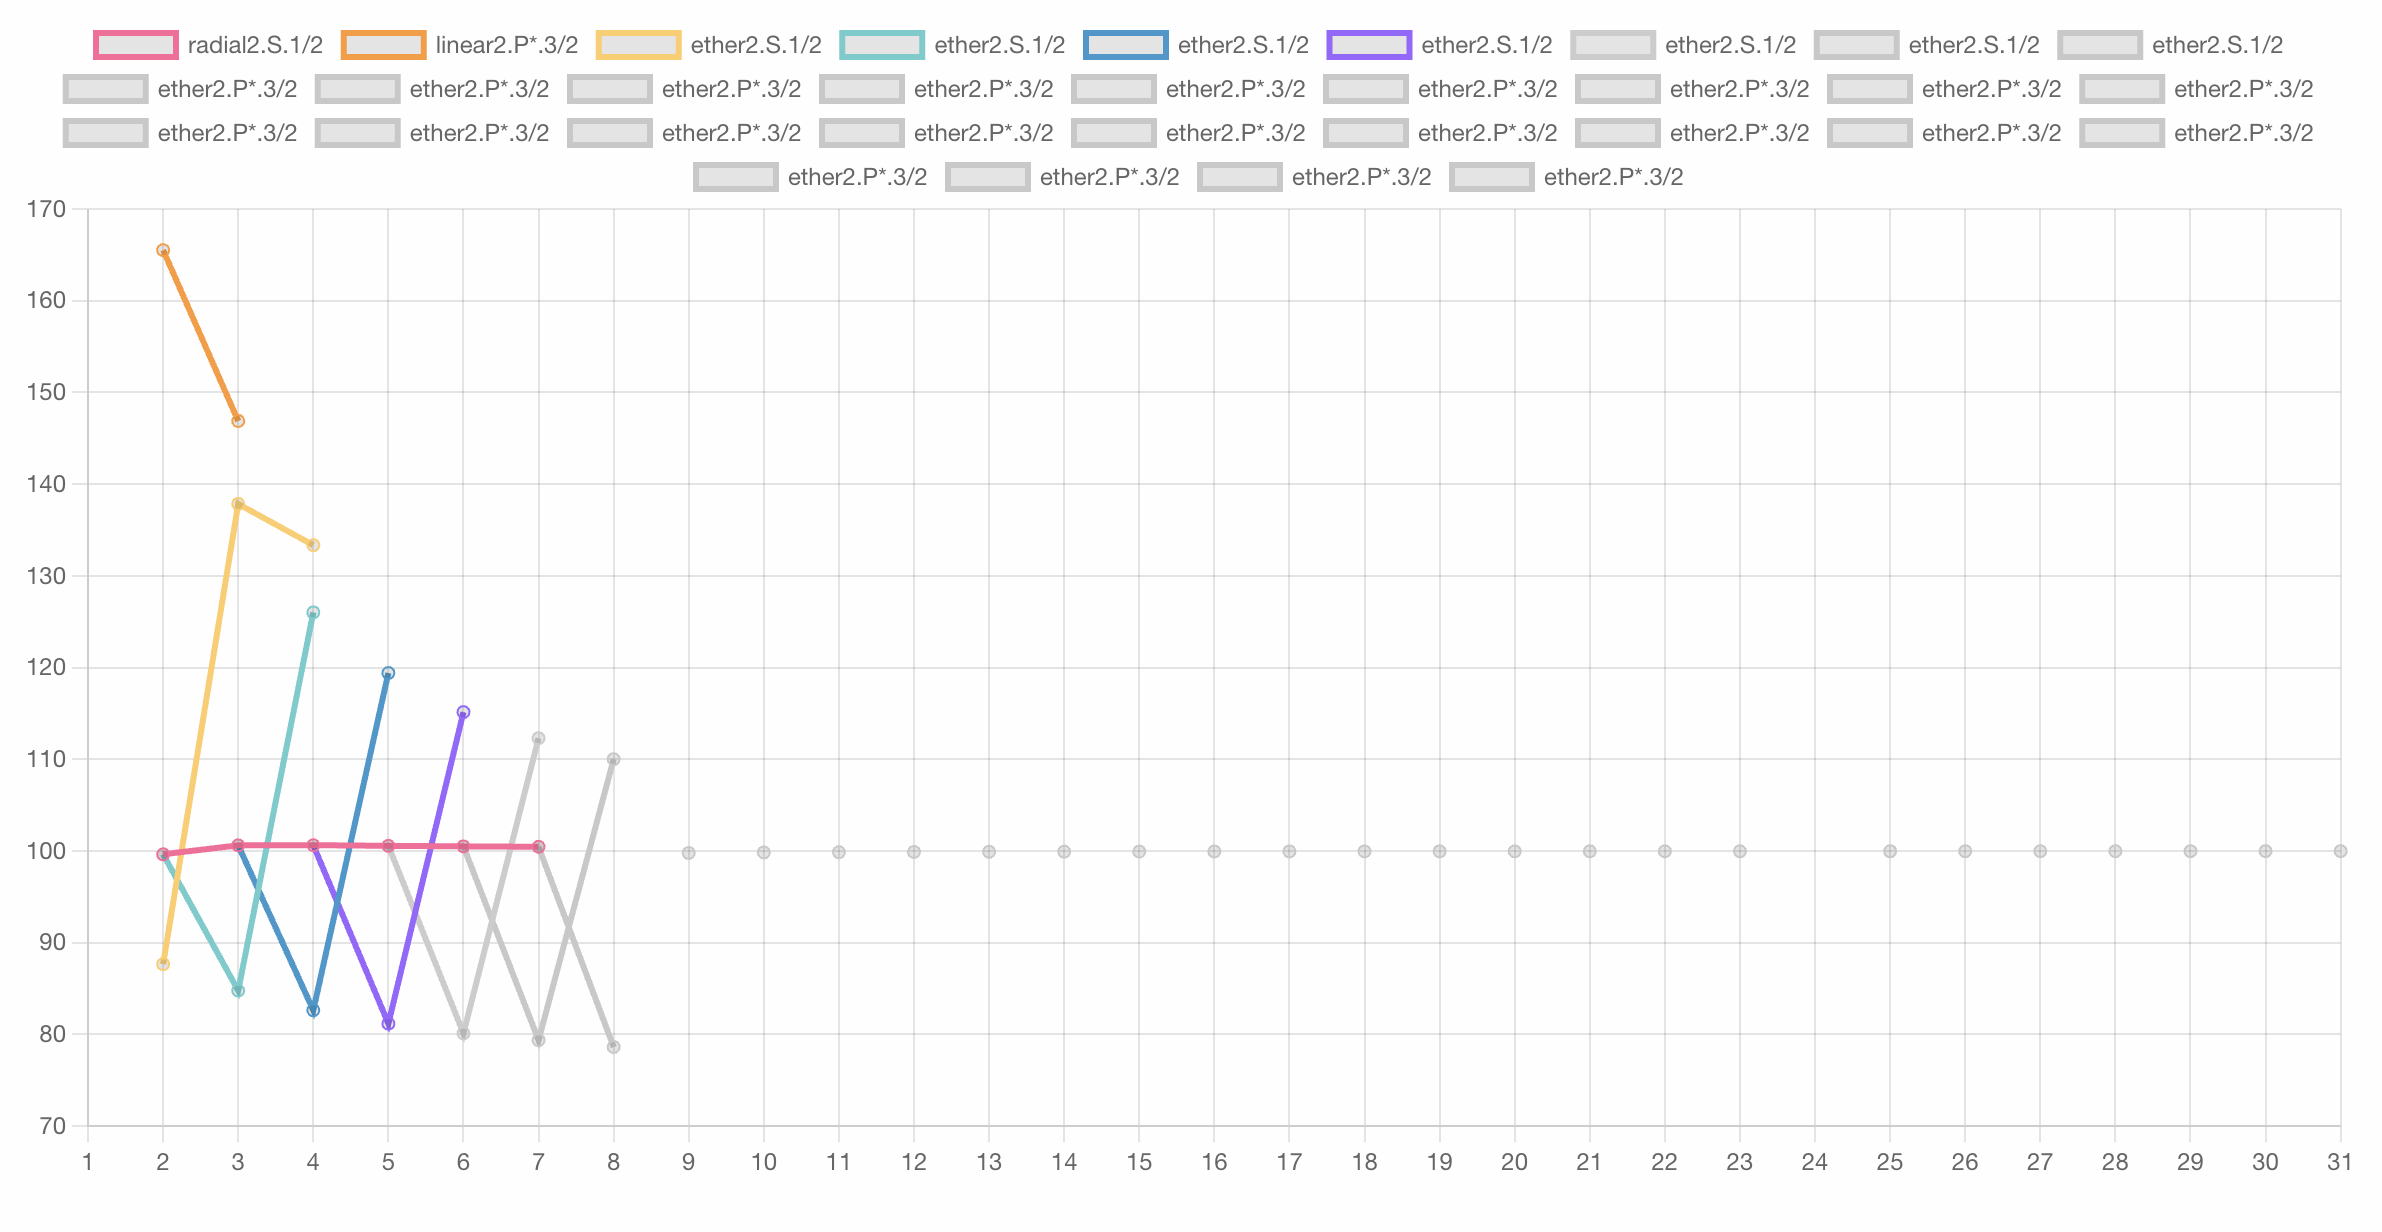 radial2.S.1/2 linear2.P*.3/2 ether2.S.1/2 ether2.S.1/2 ether2.S.1/2 ether2.S.1/2 ether2.S.1/2 ether2.S.1/2 ether2.S.1/2
ether2.P*.3/2 ether2.P*.3/2 ether2.P*.3/2 ether2.P*.3/2 ether2.P*.3/2 ether2.P*.3/2 ether2.P*.3/2 ether2.P*.3/2 ether2.P*.3/2
ether2.P*.3/2 ether2.P*.3/2 ether2.P*.3/2 ether2.P*.3/2 ether2.P*.3/2 ether2.P*.3/2 ether2.P*.3/2 ether2.P*.3/2 ether2.P*.3/2
ether2.P*.3/2 ether2.P*.3/2 ether2.P*.3/2 ether2.P*.3/2
170
160
150
140
130
120
110
100
90
80
70
1 2 3 4 5 6 7 8 9 10 11 12 13 14 15 16 17 18 19 20 21 22 23 24 25 26 27 28 29 30 31